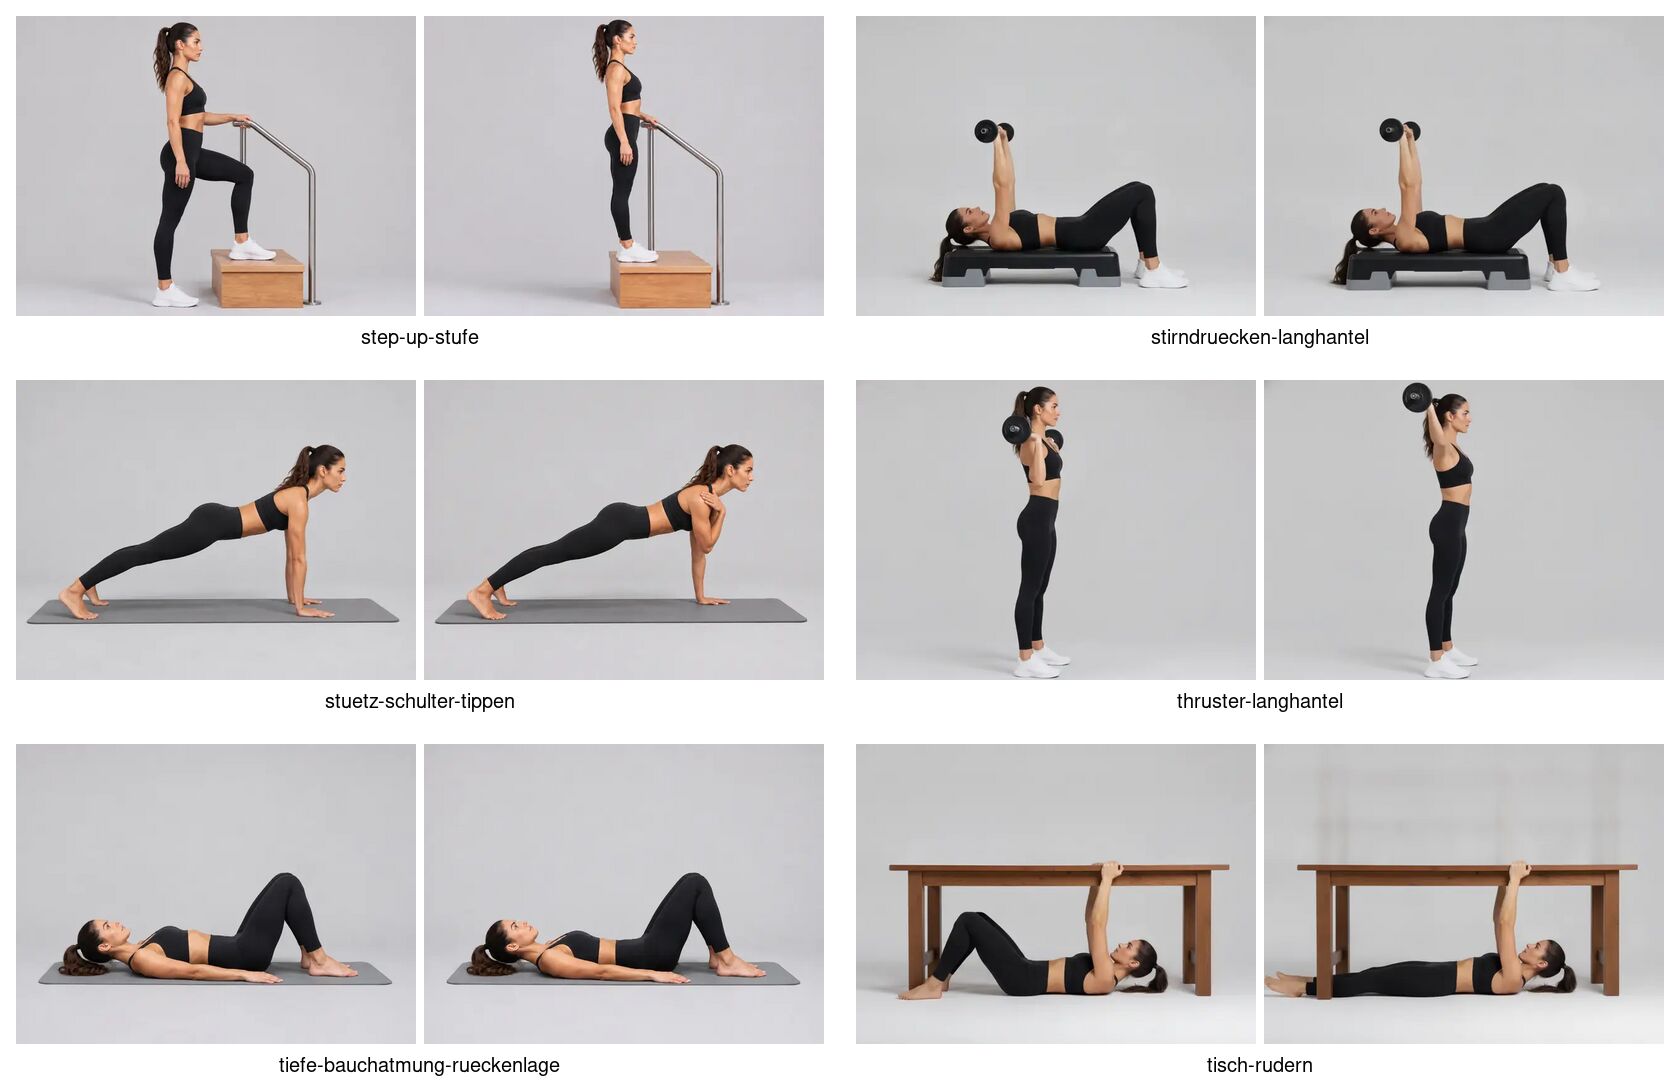 step-up-stufe
stirndruecken-langhantel
stuetz-schulter-tippen
thruster-langhantel
tiefe-bauchatmung-rueckenlage
tisch-rudern